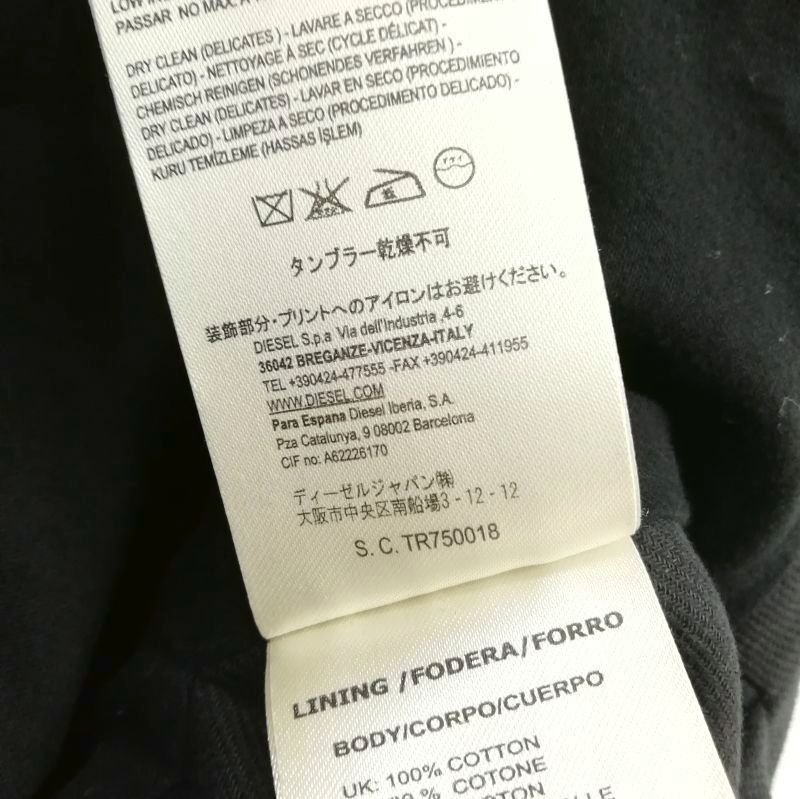 PASSAR NO MAX. A
DRY CLEAN (DELICATES ) - LAVARE A SECCO (PROCEDIMENTO
DELICATO) - NETTOYAGE À SEC (CYCLE DÉLICAT) -
CHEMISCH REINIGEN (SCHONENDES VERFAHREN ) -
DRY CLEAN (DELICATES) - LAVAR EN SECO (PROCEDIMIENTO
DELICADO) - LIMPEZA A SECO (PROCEDIMENTO DELICADO) -
KURU TEMİZLEME (HASSAS İŞLEM)
タンブラー乾燥不可
装飾部分・プリントへのアイロンはお避けください。
DIESEL S.p.a Via dell'Industria ,4-6
36042 BREGANZE-VICENZA-ITALY
TEL +390424-477555 -FAX +390424-411955
WWW.DIESEL.COM
Para Espana Diesel Iberia, S.A.
Pza Catalunya, 9 08002 Barcelona
CIF no: A62226170
ディーゼルジャパン㈱
大阪市中央区南船場3 - 12 - 12
S. C. TR750018
LINING /FODERA/FORRO
BODY/CORPO/CUERPO
UK: 100% COTTON
% COTONE